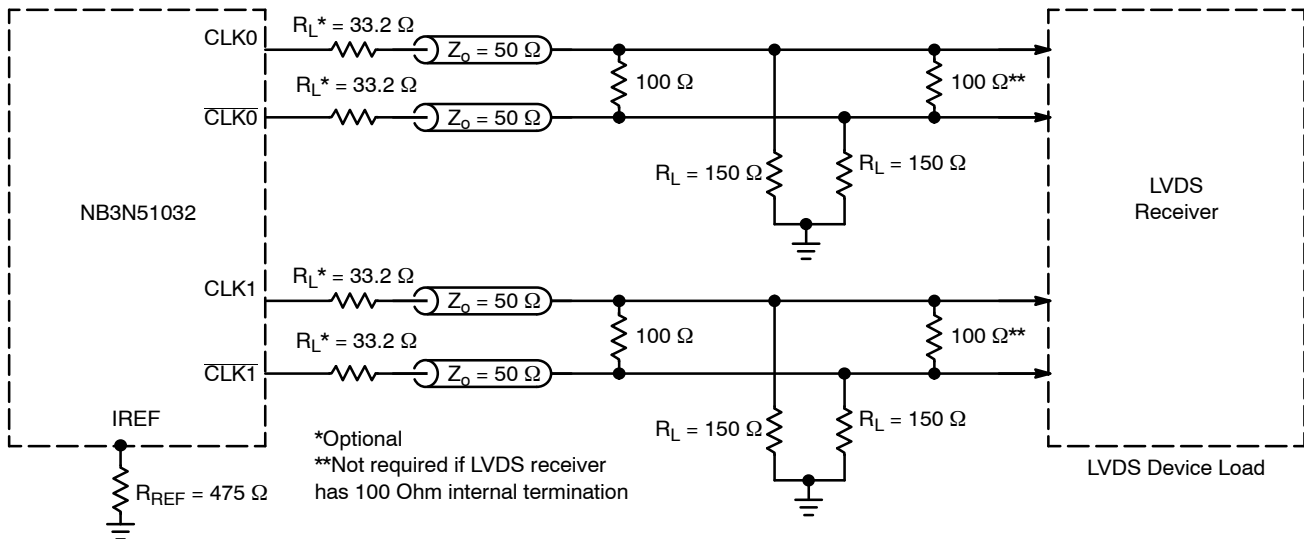 R_L* = 33.2 Ω
CLK0
Z_o = 50 Ω
R_L* = 33.2 Ω
100 Ω
100 Ω**
C̅L̅K̅0̅
Z_o = 50 Ω
R_L = 150 Ω
R_L = 150 Ω
NB3N51032
LVDS
Receiver
R_L* = 33.2 Ω
CLK1
Z_o = 50 Ω
R_L* = 33.2 Ω
100 Ω
100 Ω**
C̅L̅K̅1̅
Z_o = 50 Ω
IREF
R_L = 150 Ω
R_L = 150 Ω
*Optional
**Not required if LVDS receiver
has 100 Ohm internal termination
LVDS Device Load
R_REF = 475 Ω